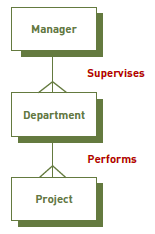 Manager
Supervises
Department
Performs
Project